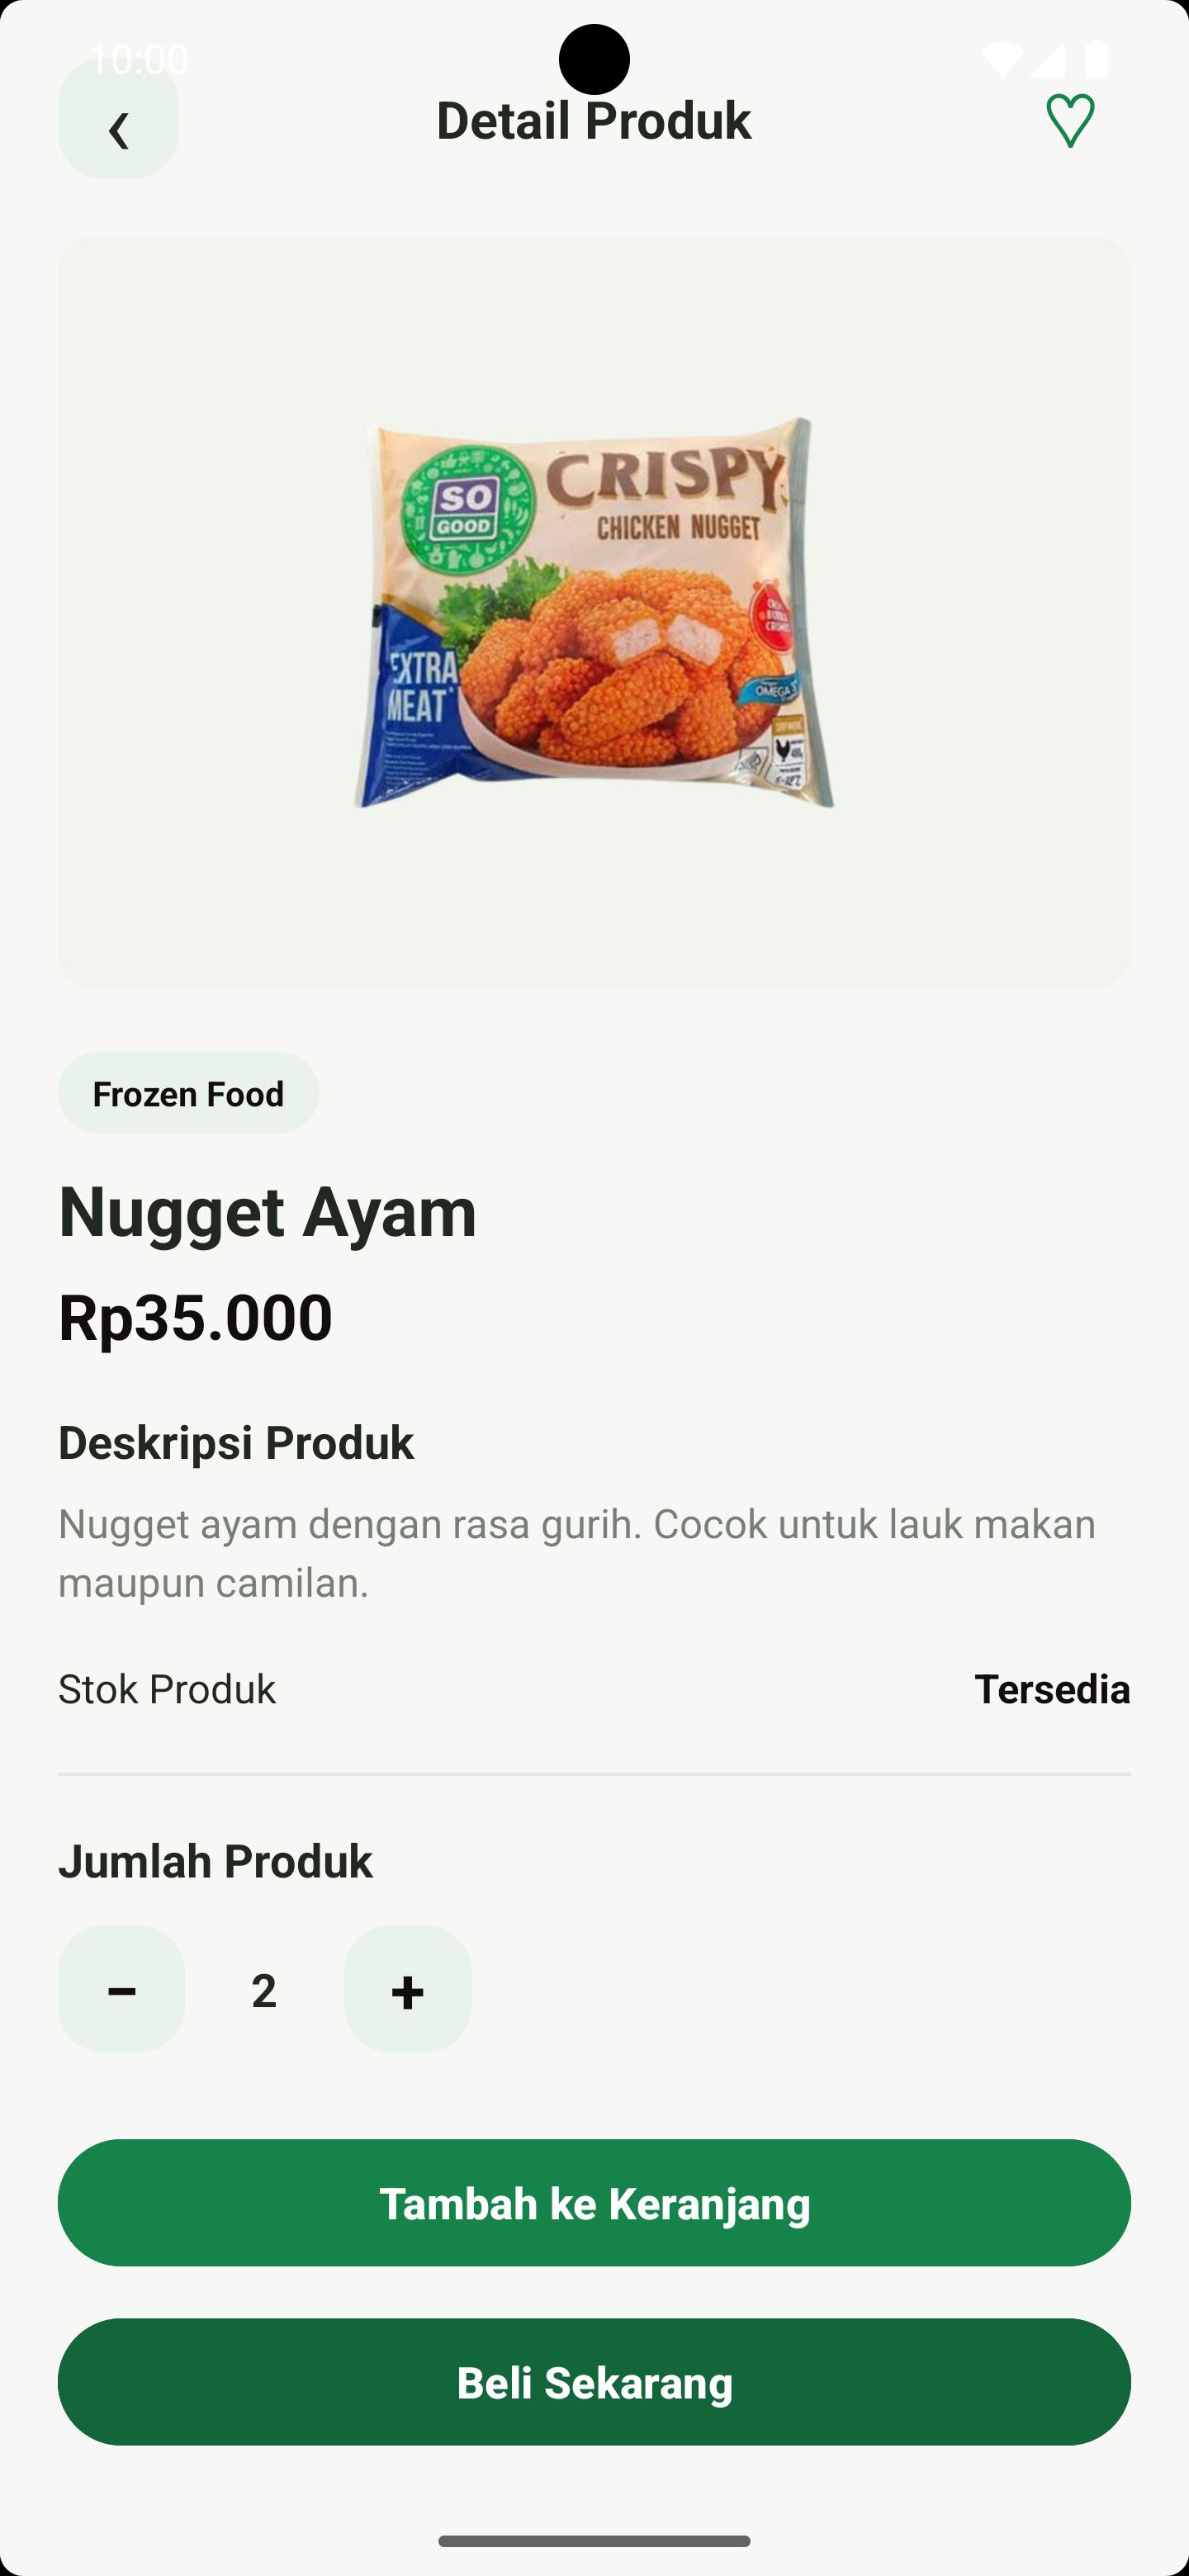 10:00
‹
Detail Produk
♡
SO
GOOD
CRISPY
CHICKEN NUGGET
EXTRA
MEAT
OMEGA 3
Frozen Food
Nugget Ayam
Rp35.000
Deskripsi Produk
Nugget ayam dengan rasa gurih. Cocok untuk lauk makan
maupun camilan.
Stok Produk
Tersedia
Jumlah Produk
− 2 +
Tambah ke Keranjang
Beli Sekarang